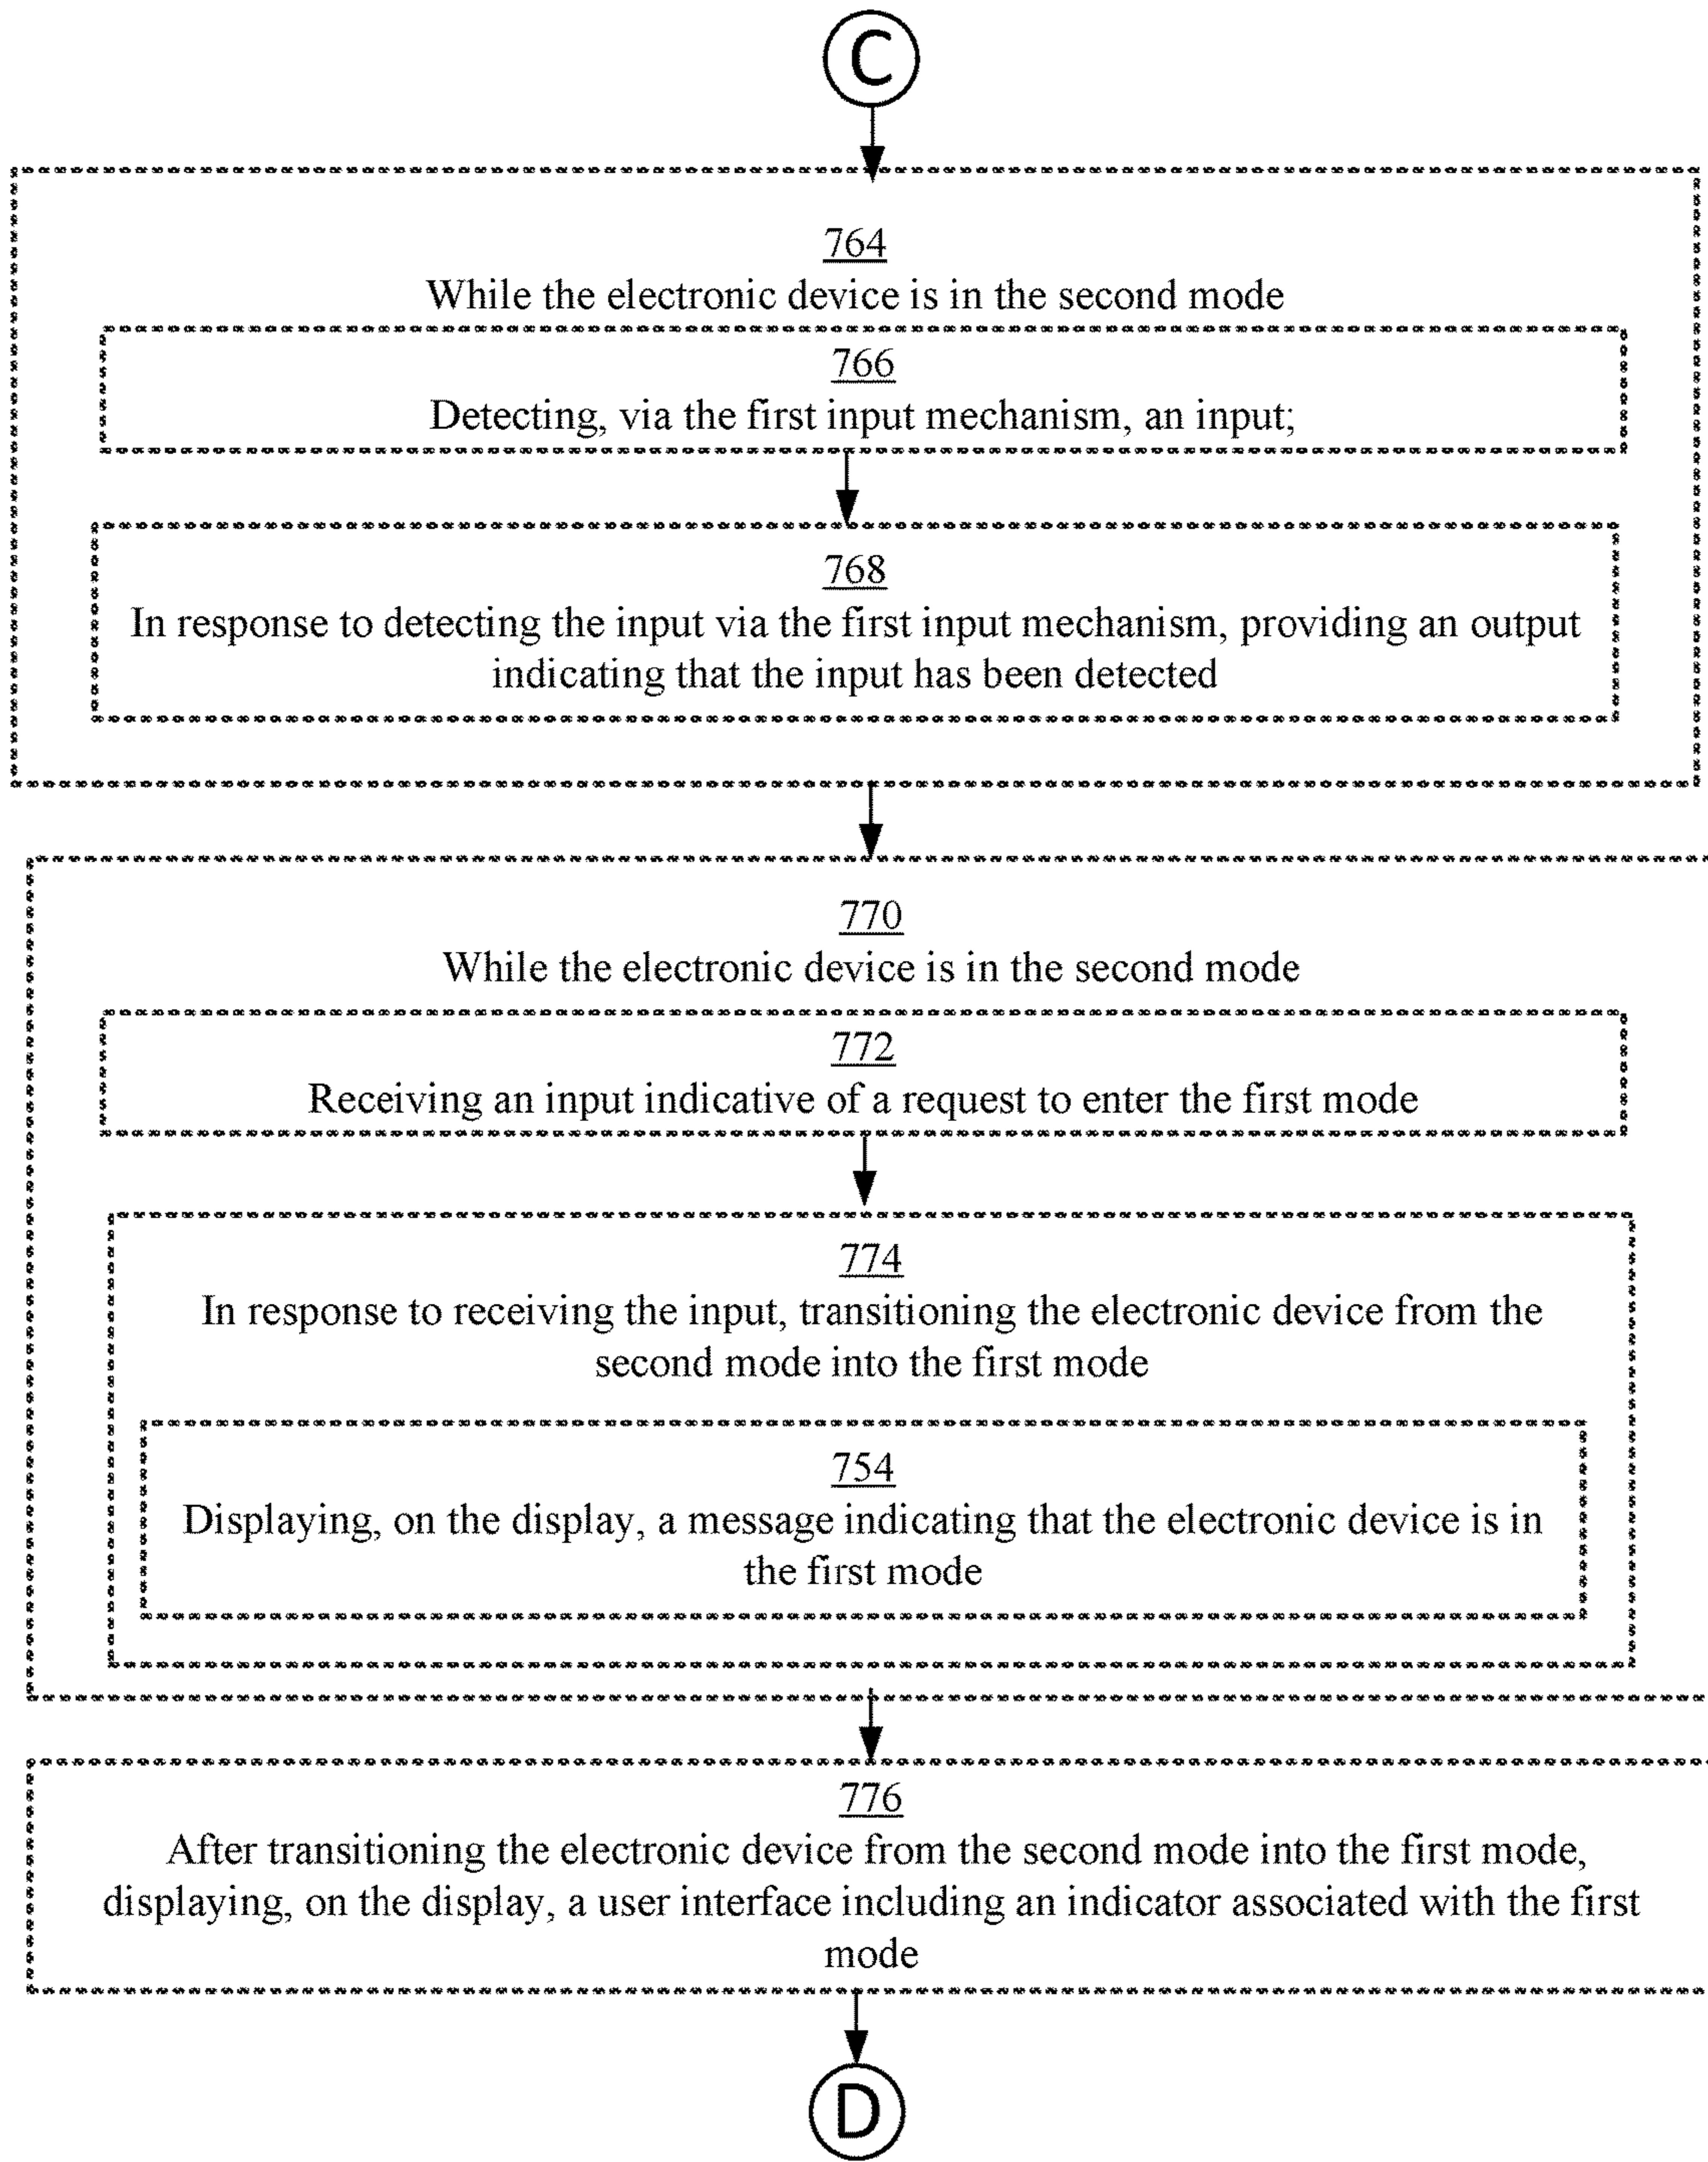 C
764
While the electronic device is in the second mode
766
Detecting, via the first input mechanism, an input;
768
In response to detecting the input via the first input mechanism, providing an output
indicating that the input has been detected
770
While the electronic device is in the second mode
772
Receiving an input indicative of a request to enter the first mode
774
In response to receiving the input, transitioning the electronic device from the
second mode into the first mode
754
Displaying, on the display, a message indicating that the electronic device is in
the first mode
776
After transitioning the electronic device from the second mode into the first mode,
displaying, on the display, a user interface including an indicator associated with the first
mode
D